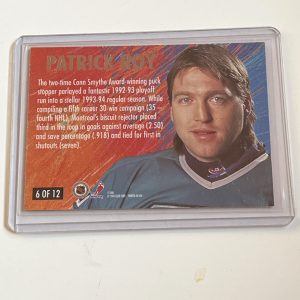 PATRICK ROY
The two-time Conn Smythe Award-winning puck
stopper parlayed a fantastic 1992-93 playoff
run into a stellar 1993-94 regular season. While
compiling a fifth career 30-win campaign (35
fourth NHL), Montreal's biscuit rejector placed
third in the loop in goals against average (2.50)
and save percentage (.918) and tied for first in
shutouts (seven).
6 OF 12